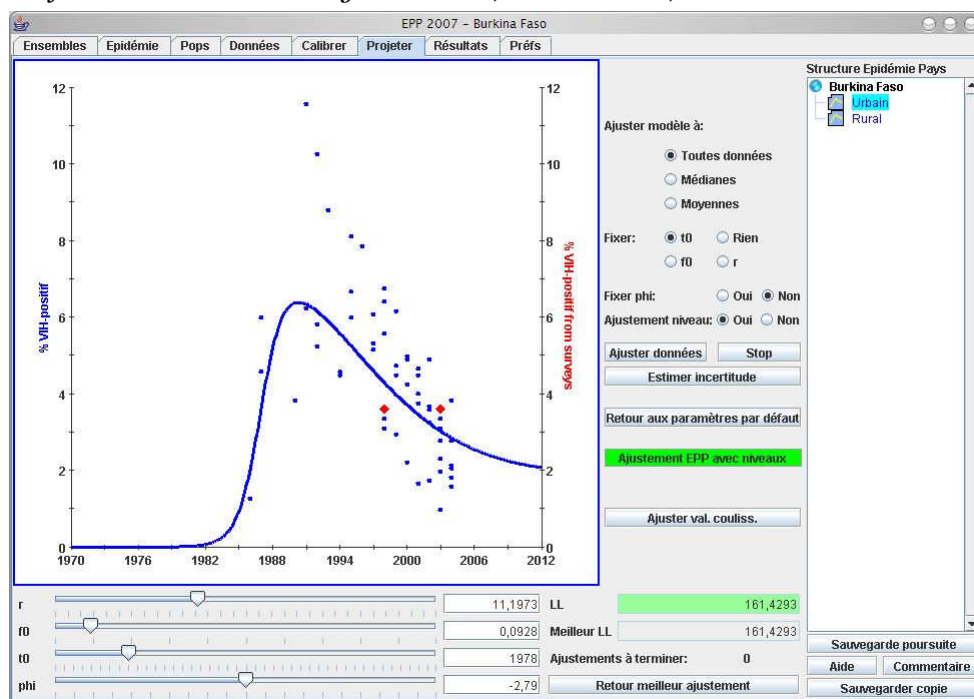 EPP 2007 - Burkina Faso
Ensembles Epidémie Pops Données Calibrer Projeter Résultats Préfs
Structure Epidémie Pays
Burkina Faso
Urbain
Rural
12
10
8
6
4
2
0
% VIH-positif
1970 1976 1982 1988 1994 2000 2006 2012
12
10
8
6
4
2
0
% VIH-positif from surveys
Ajuster modèle à:
Toutes données
Médianes
Moyennes
Fixer: t0 Rien
f0 r
Fixer phi: Oui Non
Ajustement niveau: Oui Non
Ajuster données Stop
Estimer incertitude
Retour aux paramètres par défaut
Ajustement EPP avec niveaux
Ajuster val. couliss.
r 11,1973 LL 161,4293
f0 0,0928 Meilleur LL 161,4293
t0 1978 Ajustements à terminer: 0
phi -2,79 Retour meilleur ajustement
Sauvegarde poursuite
Aide Commentaire
Sauvegarder copie